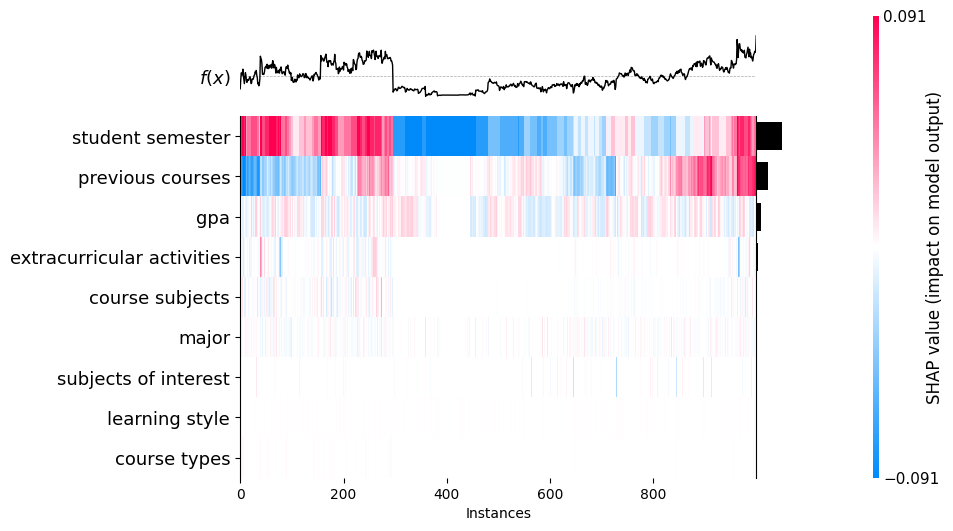 0.091
f(x)
student semester
previous courses
gpa
extracurricular activities
course subjects
major
subjects of interest
learning style
course types
0 200 400 600 800
Instances
−0.091
SHAP value (impact on model output)